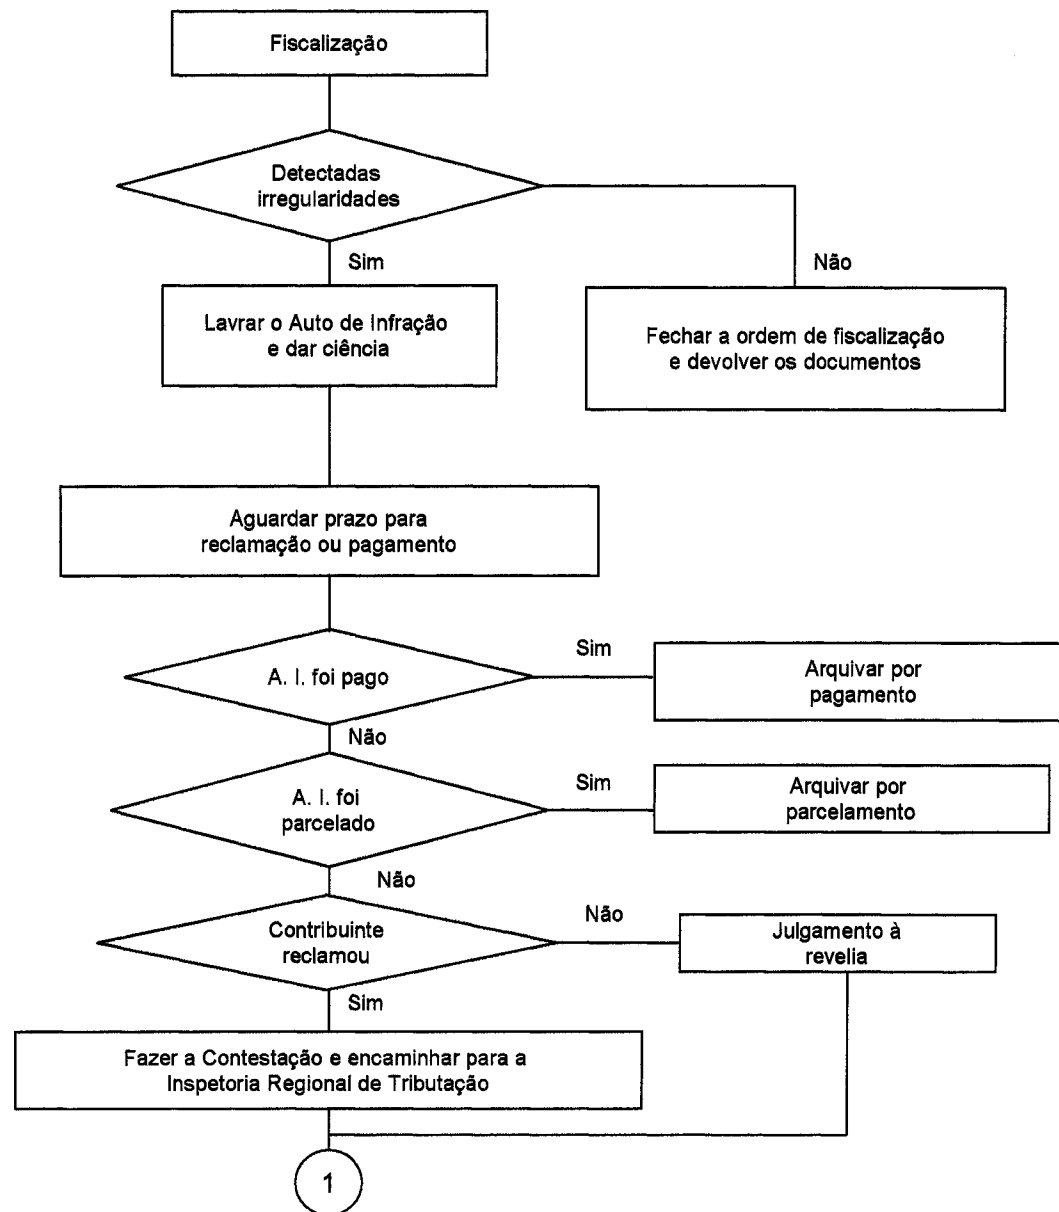 Fiscalização
Detectadas
irregularidades
Sim
Não
Lavrar o Auto de Infração
e dar ciência
Fechar a ordem de fiscalização
e devolver os documentos
Aguardar prazo para
reclamação ou pagamento
A. I. foi pago
Sim
Arquivar por
pagamento
Não
A. I. foi
parcelado
Sim
Arquivar por
parcelamento
Não
Contribuinte
reclamou
Não
Julgamento à
revelia
Sim
Fazer a Contestação e encaminhar para a
Inspetoria Regional de Tributação
1